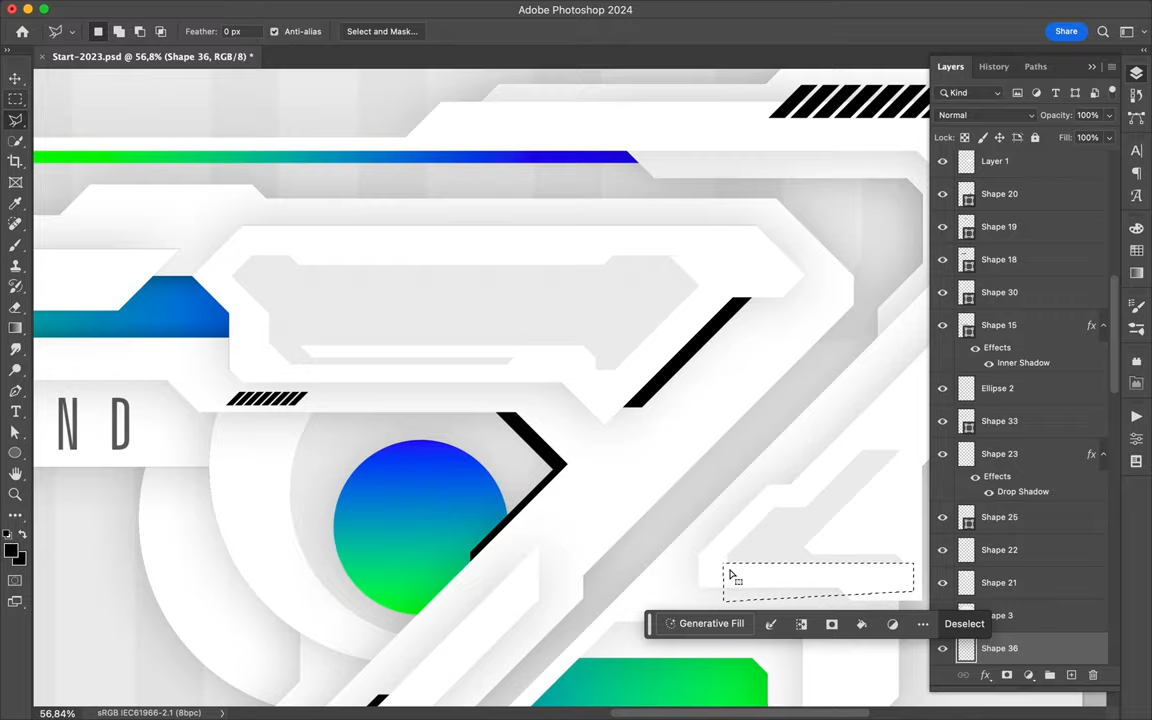 Adobe Photoshop 2024
Feather: 0 px
Anti-alias
Select and Mask...
Share
Start-2023.psd @ 56,8% (Shape 36, RGB/8) *
Layers
History
Paths
Kind
Normal
Opacity: 100%
Lock:
Fill: 100%
Layer 1
Shape 20
Shape 19
Shape 18
Shape 30
Shape 15
fx
Effects
Inner Shadow
Ellipse 2
Shape 33
Shape 23
fx
Effects
Drop Shadow
Shape 25
Shape 22
Shape 21
Shape 36
N D
Generative Fill
Deselect
56,84%
sRGB IEC61966-2.1 (8bpc)